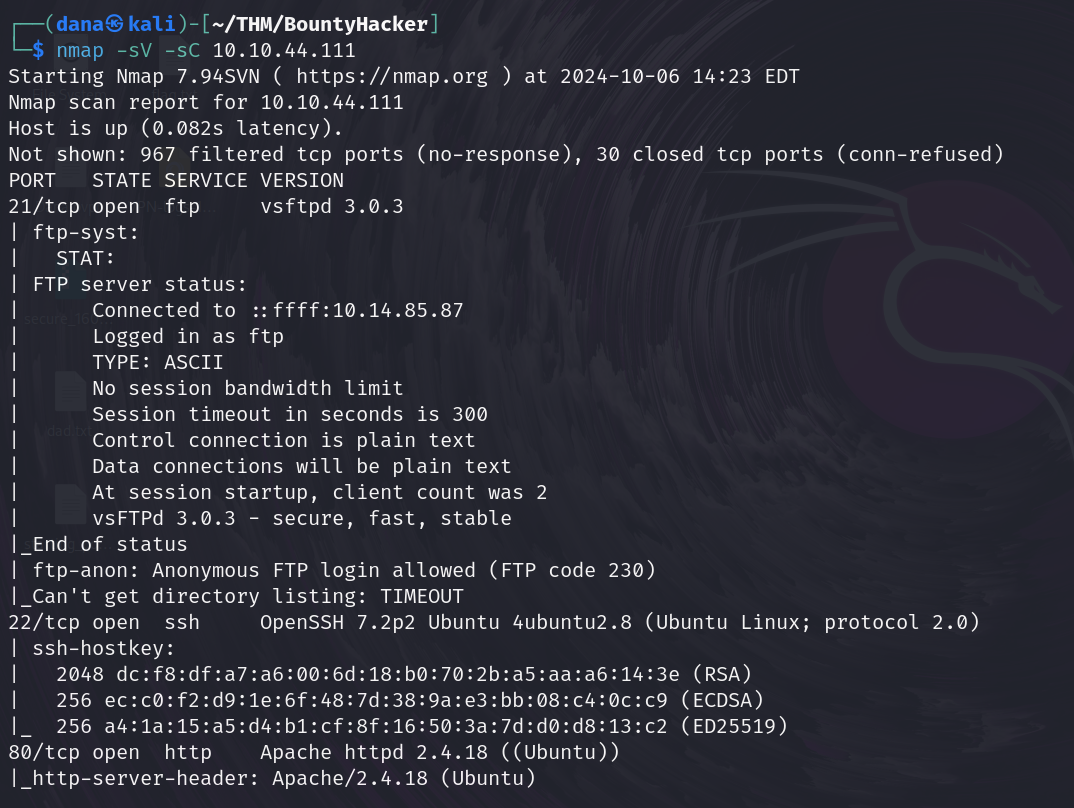 ┌──(dana㉿kali)-[~/THM/BountyHacker]
└─$ nmap -sV -sC 10.10.44.111
Starting Nmap 7.94SVN ( https://nmap.org ) at 2024-10-06 14:23 EDT
Nmap scan report for 10.10.44.111
Host is up (0.082s latency).
Not shown: 967 filtered tcp ports (no-response), 30 closed tcp ports (conn-refused)
PORT   STATE SERVICE VERSION
21/tcp open  ftp     vsftpd 3.0.3
| ftp-syst:
|   STAT:
| FTP server status:
|      Connected to ::ffff:10.14.85.87
|      Logged in as ftp
|      TYPE: ASCII
|      No session bandwidth limit
|      Session timeout in seconds is 300
|      Control connection is plain text
|      Data connections will be plain text
|      At session startup, client count was 2
|      vsFTPd 3.0.3 - secure, fast, stable
|_End of status
| ftp-anon: Anonymous FTP login allowed (FTP code 230)
|_Can't get directory listing: TIMEOUT
22/tcp open  ssh     OpenSSH 7.2p2 Ubuntu 4ubuntu2.8 (Ubuntu Linux; protocol 2.0)
| ssh-hostkey:
|   2048 dc:f8:df:a7:a6:00:6d:18:b0:70:2b:a5:aa:a6:14:3e (RSA)
|   256 ec:c0:f2:d9:1e:6f:48:7d:38:9a:e3:bb:08:c4:0c:c9 (ECDSA)
|_  256 a4:1a:15:a5:d4:b1:cf:8f:16:50:3a:7d:d0:d8:13:c2 (ED25519)
80/tcp open  http    Apache httpd 2.4.18 ((Ubuntu))
|_http-server-header: Apache/2.4.18 (Ubuntu)